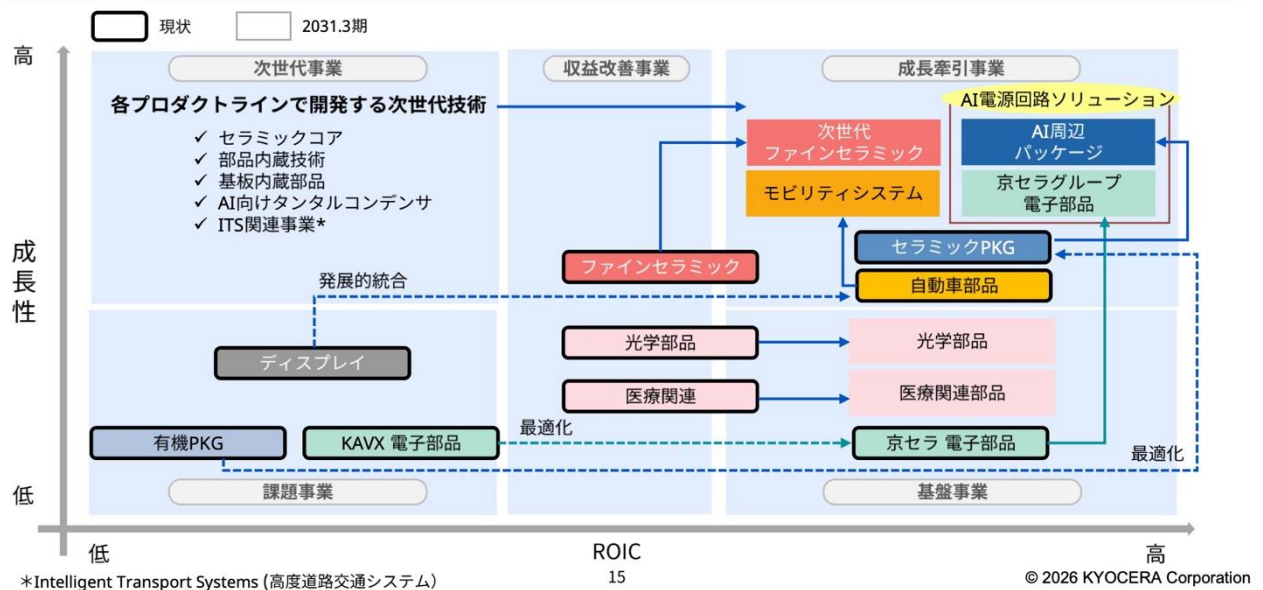 現状
2031.3期
高
次世代事業
収益改善事業
成長牽引事業
各プロダクトラインで開発する次世代技術
✓ セラミックコア
✓ 部品内蔵技術
✓ 基板内蔵部品
✓ AI向けタンタルコンデンサ
✓ ITS関連事業*
AI電源回路ソリューション
次世代
ファインセラミック
AI周辺
パッケージ
モビリティシステム
京セラグループ
電子部品
セラミックPKG
ファインセラミック
自動車部品
成長性
発展的統合
ディスプレイ
光学部品
光学部品
医療関連
医療関連部品
有機PKG
KAVX 電子部品
最適化
京セラ 電子部品
最適化
課題事業
基盤事業
低
低
ROIC
高
*Intelligent Transport Systems (高度道路交通システム)
15
© 2026 KYOCERA Corporation